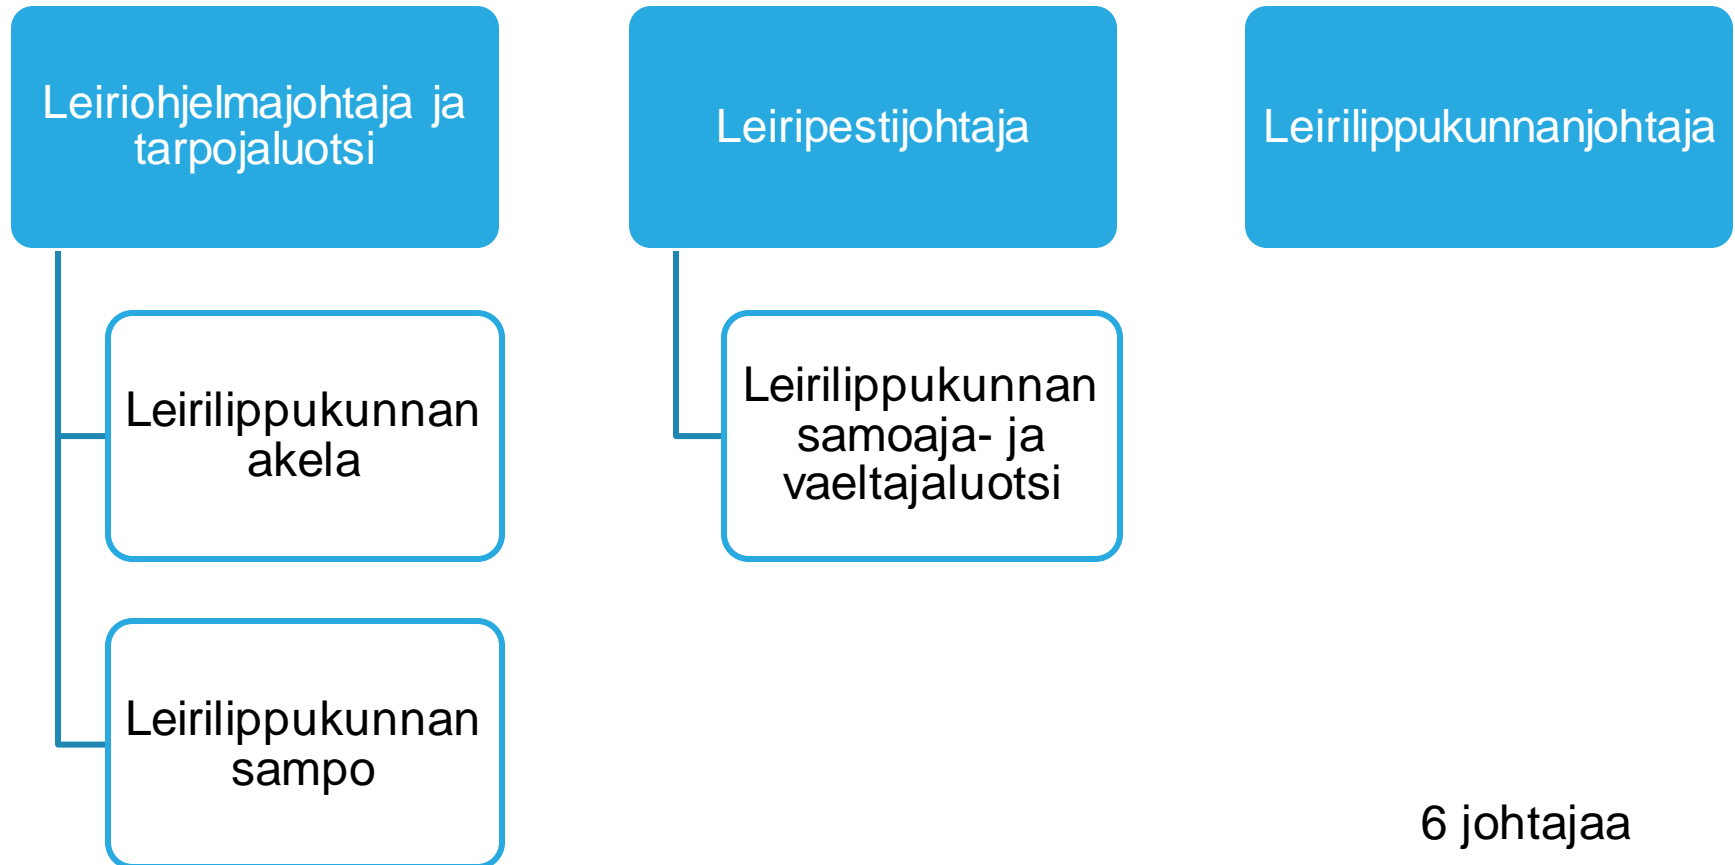 Leiriohjelmajohtaja ja
tarpojaluotsi
Leiripestijohtaja
Leirilippukunnanjohtaja
Leirilippukunnan
akela
Leirilippukunnan
samoaja- ja
vaeltajaluotsi
Leirilippukunnan
sampo
6 johtajaa